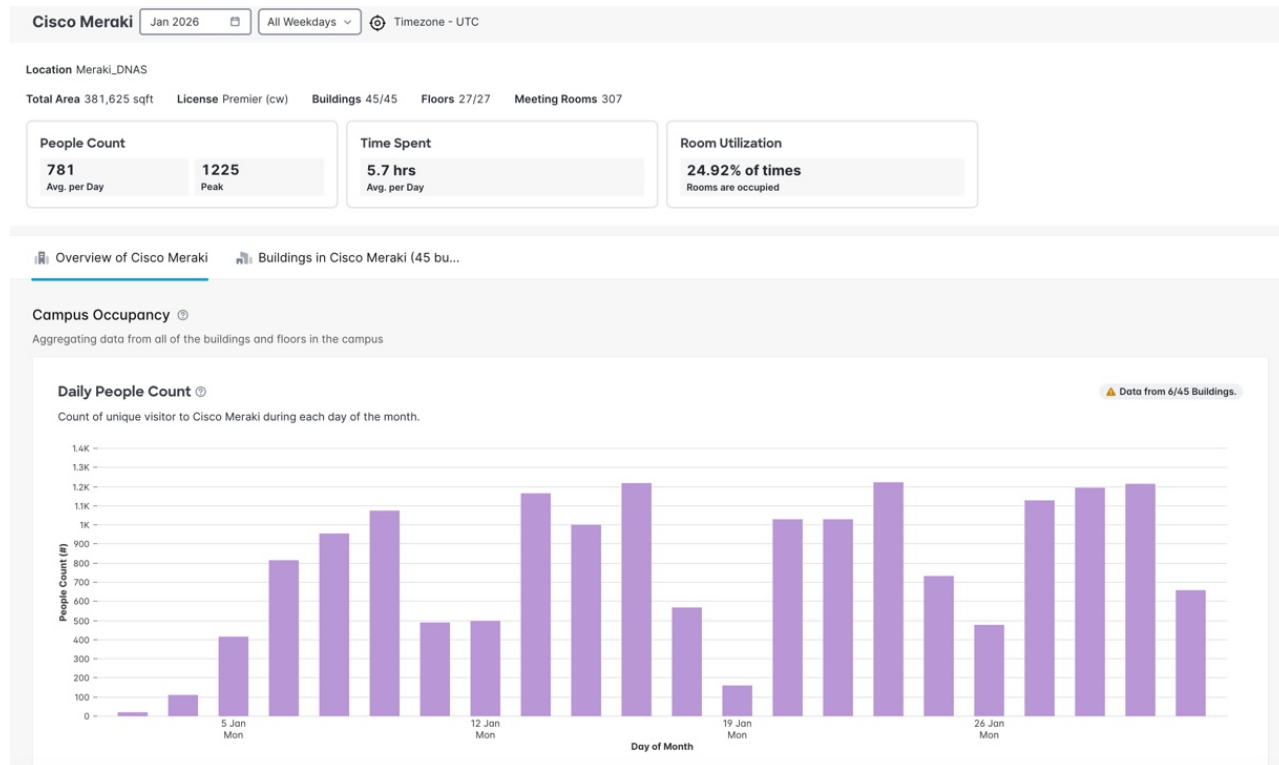 Cisco Meraki Jan 2026 All Weekdays Timezone - UTC
Location Meraki_DNAS
Total Area 381,625 sqft License Premier (cw) Buildings 45/45 Floors 27/27 Meeting Rooms 307
People Count
781
Avg. per Day
1225
Peak
Time Spent
5.7 hrs
Avg. per Day
Room Utilization
24.92% of times
Rooms are occupied
Overview of Cisco Meraki
Buildings in Cisco Meraki (45 bu...
Campus Occupancy
Aggregating data from all of the buildings and floors in the campus
Daily People Count
Data from 6/45 Buildings.
Count of unique visitor to Cisco Meraki during each day of the month.
People Count (#)
1.4K
1.3K
1.2K
1.1K
1K
900
800
700
600
500
400
300
200
100
0
5 Jan
Mon
12 Jan
Mon
19 Jan
Mon
26 Jan
Mon
Day of Month